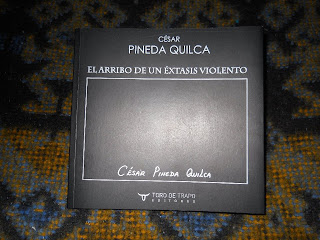 CÉSAR
PINEDA QUILCA
EL ARRIBO DE UN ÉXTASIS VIOLENTO
CÉSAR PINEDA QUILCA
TORO DE TRAPO
EDITORES